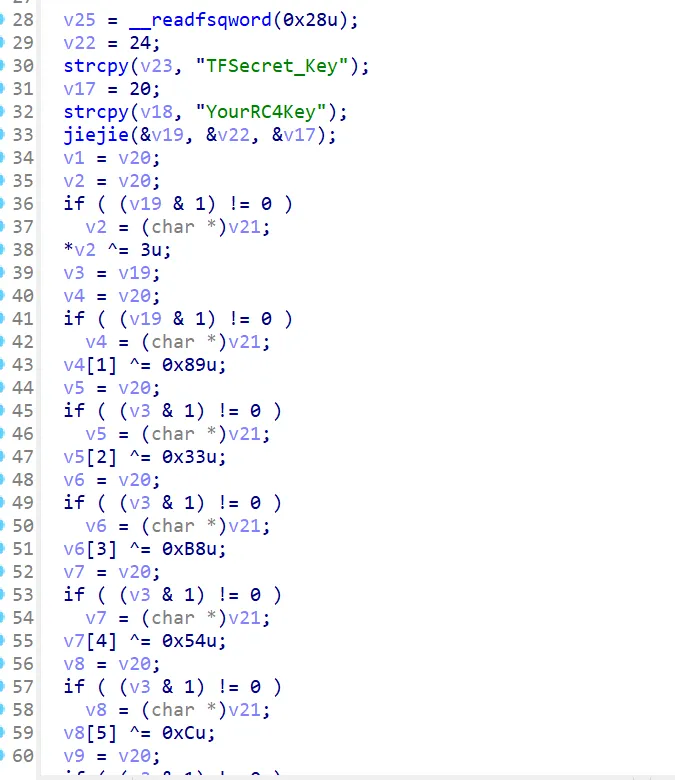 28 v25 = __readfsqword(0x28u);
29 v22 = 24;
30 strcpy(v23, "TFSecret_Key");
31 v17 = 20;
32 strcpy(v18, "YourRC4Key");
33 jiejie(&v19, &v22, &v17);
34 v1 = v20;
35 v2 = v20;
36 if ( (v19 & 1) != 0 )
37 v2 = (char *)v21;
38 *v2 ^= 3u;
39 v3 = v19;
40 v4 = v20;
41 if ( (v19 & 1) != 0 )
42 v4 = (char *)v21;
43 v4[1] ^= 0x89u;
44 v5 = v20;
45 if ( (v3 & 1) != 0 )
46 v5 = (char *)v21;
47 v5[2] ^= 0x33u;
48 v6 = v20;
49 if ( (v3 & 1) != 0 )
50 v6 = (char *)v21;
51 v6[3] ^= 0xB8u;
52 v7 = v20;
53 if ( (v3 & 1) != 0 )
54 v7 = (char *)v21;
55 v7[4] ^= 0x54u;
56 v8 = v20;
57 if ( (v3 & 1) != 0 )
58 v8 = (char *)v21;
59 v8[5] ^= 0xCu;
60 v9 = v20;